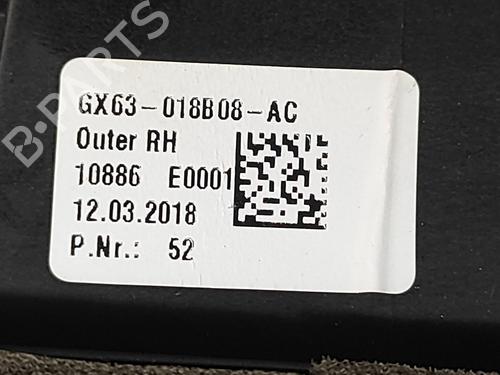 GX63-018B08-AC
Outer RH
10886 E0001
12.03.2018
P.Nr.: 52
B-PARTS